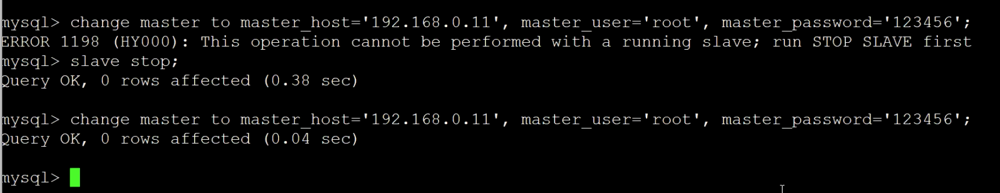 mysql> change master to master_host='192.168.0.11', master_user='root', master_password='123456';
ERROR 1198 (HY000): This operation cannot be performed with a running slave; run STOP SLAVE first
mysql> slave stop;
Query OK, 0 rows affected (0.38 sec)
mysql> change master to master_host='192.168.0.11', master_user='root', master_password='123456';
Query OK, 0 rows affected (0.04 sec)
mysql>